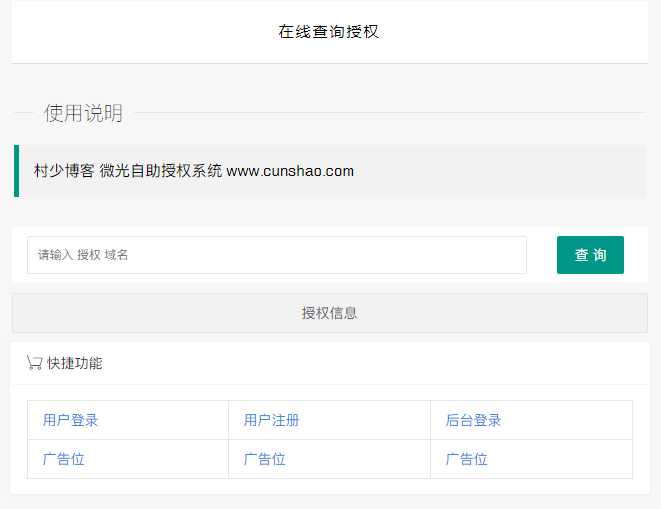 在线查询授权
使用说明
村少博客 微光自助授权系统 www.cunshao.com
请输入 授权 域名
查 询
授权信息
快捷功能
用户登录 用户注册 后台登录
广告位 广告位 广告位